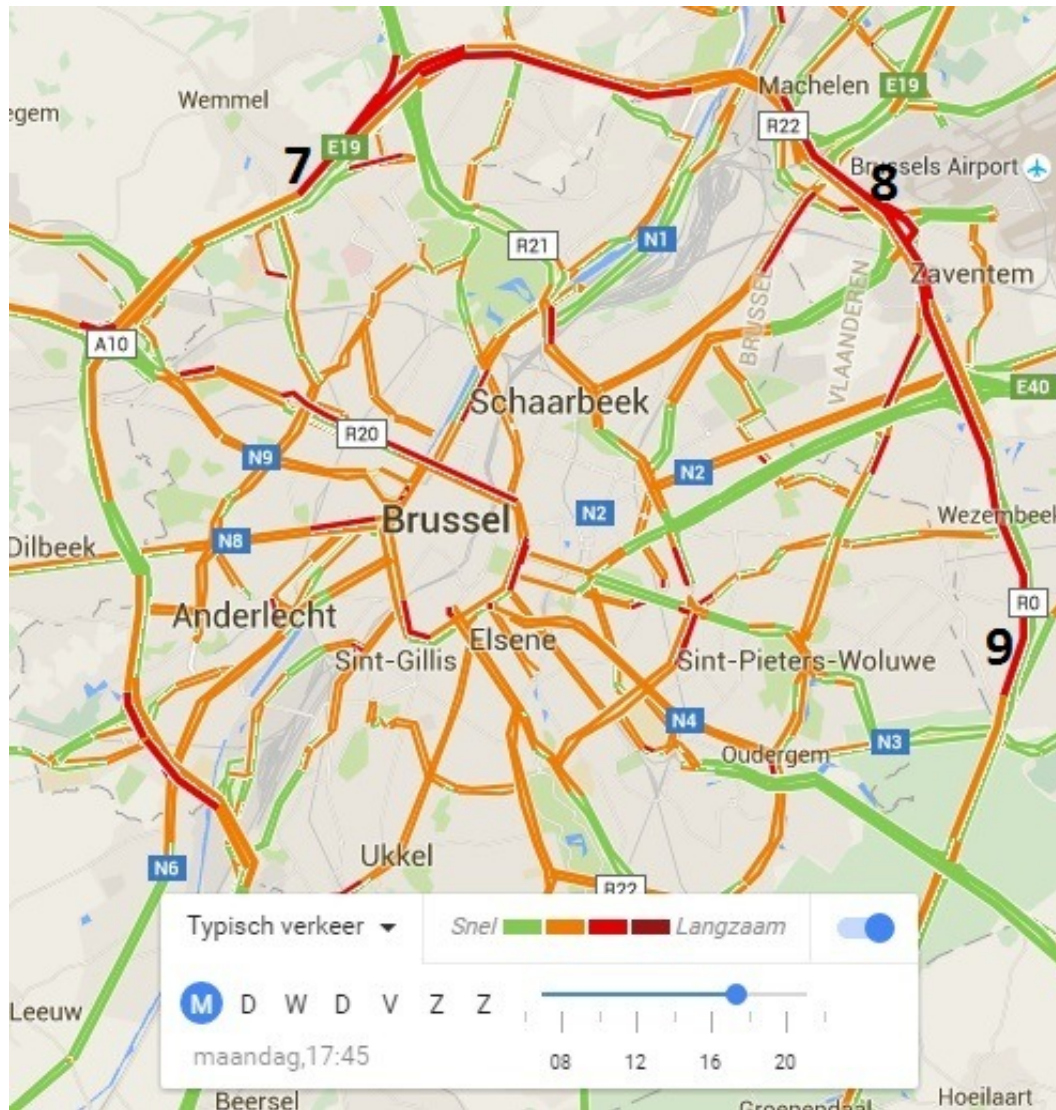 Machelen
E19
Wemmel
egem
R22
E19
7
Brussels Airport
8
R21
N1
Zaventem
BRUSSEL
VLAANDEREN
A10
E40
Schaarbeek
R20
N9
N2
Brussel
N2
Wezembeek
N8
Dilbeek
Anderlecht
R0
Elsene
9
Sint-Gillis
Sint-Pieters-Woluwe
N4
N3
Oudergem
Ukkel
N6
R22
Typisch verkeer
Snel Langzaam
M D W D V Z Z
Leeuw
maandag,17:45
08 12 16 20
Beersel
Hoeilaart
Groenendaal